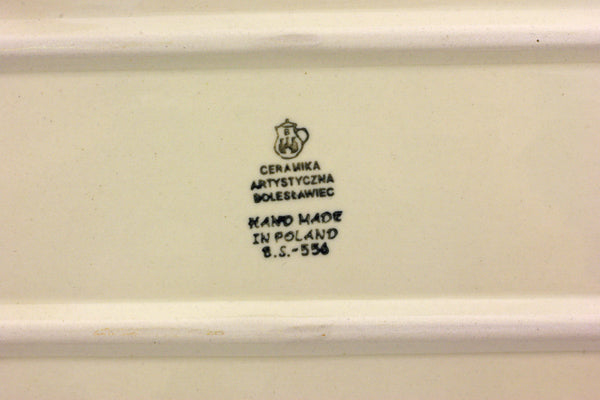 B
CERAMIKA
ARTYSTYCZNA
BOLESŁAWIEC
HAND MADE
IN POLAND
B.S.-556